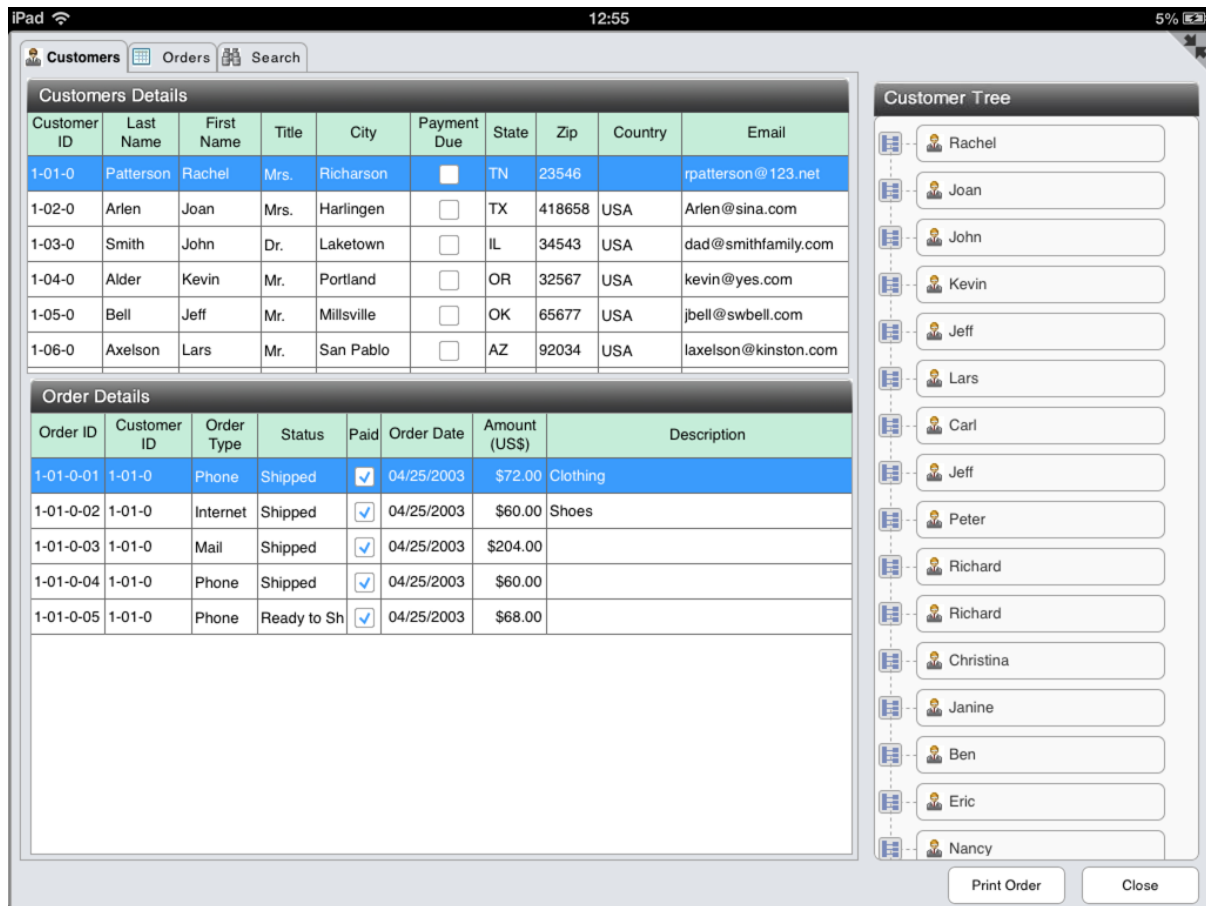 iPad 12:55 5%
Customers Orders Search
Customers Details
Customer ID Last Name First Name Title City Payment Due State Zip Country Email
1-01-0 Patterson Rachel Mrs. Richarson TN 23546 rpatterson@123.net
1-02-0 Arlen Joan Mrs. Harlingen TX 418658 USA Arlen@sina.com
1-03-0 Smith John Dr. Laketown IL 34543 USA dad@smithfamily.com
1-04-0 Alder Kevin Mr. Portland OR 32567 USA kevin@yes.com
1-05-0 Bell Jeff Mr. Millsville OK 65677 USA jbell@swbell.com
1-06-0 Axelson Lars Mr. San Pablo AZ 92034 USA laxelson@kinston.com
Order Details
Order ID Customer ID Order Type Status Paid Order Date Amount (US$) Description
1-01-0-01 1-01-0 Phone Shipped 04/25/2003 $72.00 Clothing
1-01-0-02 1-01-0 Internet Shipped 04/25/2003 $60.00 Shoes
1-01-0-03 1-01-0 Mail Shipped 04/25/2003 $204.00
1-01-0-04 1-01-0 Phone Shipped 04/25/2003 $60.00
1-01-0-05 1-01-0 Phone Ready to Sh 04/25/2003 $68.00
Customer Tree
Rachel
Joan
John
Kevin
Jeff
Lars
Carl
Jeff
Peter
Richard
Richard
Christina
Janine
Ben
Eric
Nancy
Print Order Close